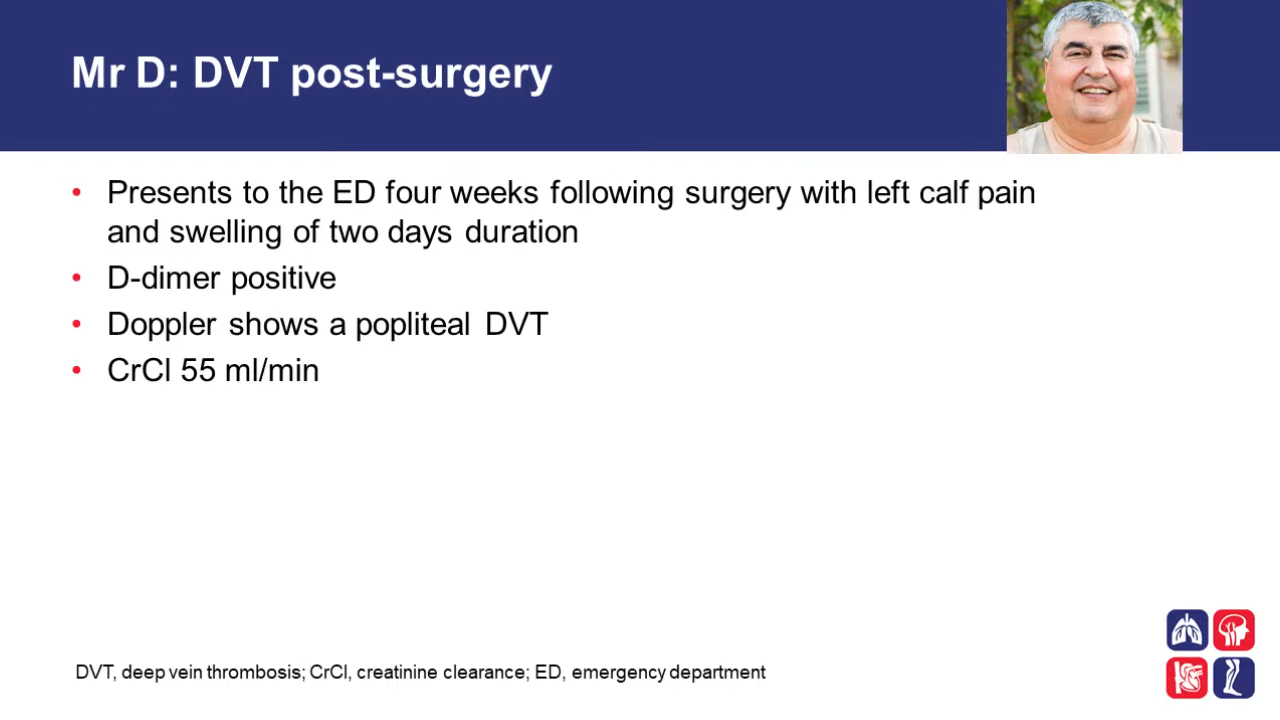 Mr D: DVT post-surgery
• Presents to the ED four weeks following surgery with left calf pain
and swelling of two days duration
• D-dimer positive
• Doppler shows a popliteal DVT
• CrCl 55 ml/min
DVT, deep vein thrombosis; CrCl, creatinine clearance; ED, emergency department